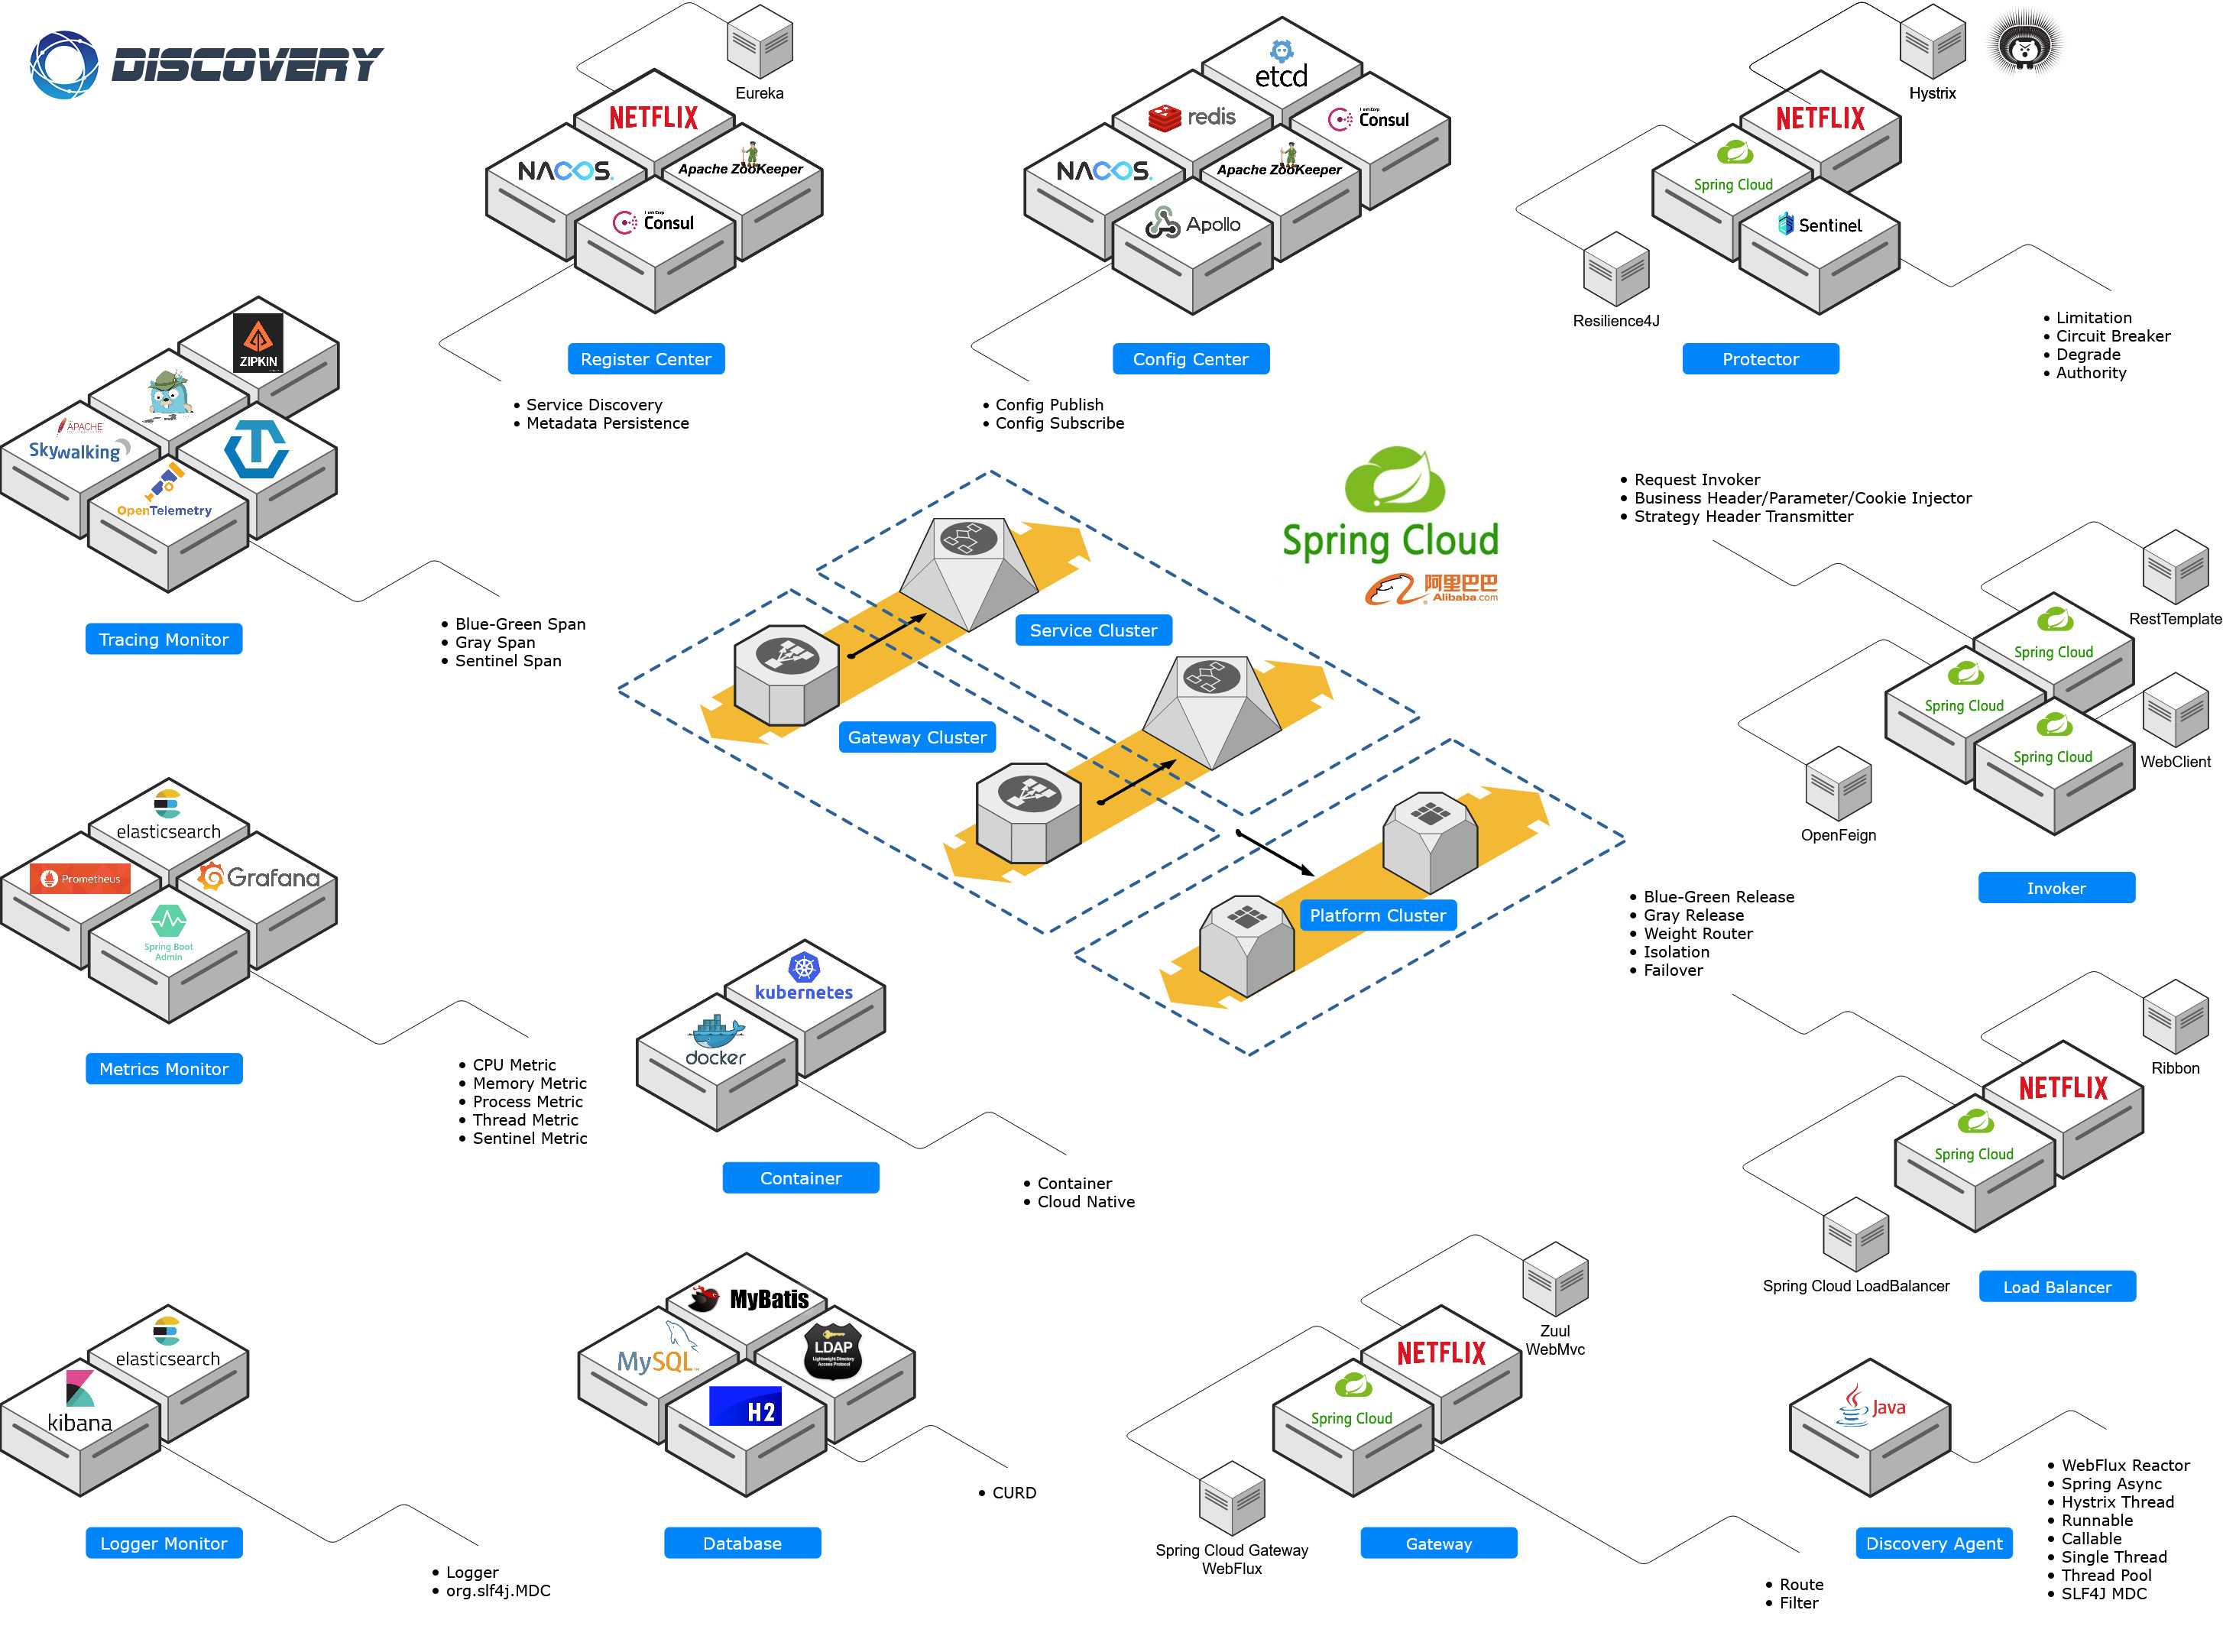 DISCOVERY
Eureka
NETFLIX
NACOS.
Apache ZooKeeper
Consul
Register Center
Service Discovery
Metadata Persistence
etcd
redis
Consul
NACOS.
Apache ZooKeeper
Apollo
Config Center
Config Publish
Config Subscribe
Hystrix
NETFLIX
Spring Cloud
Sentinel
Resilience4J
Protector
Limitation
Circuit Breaker
Degrade
Authority
ZIPKIN
APACHE
Skywalking
OpenTelemetry
Tracing Monitor
Blue-Green Span
Gray Span
Sentinel Span
Spring Cloud
阿里巴巴
Alibaba.com
Service Cluster
Gateway Cluster
Platform Cluster
Request Invoker
Business Header/Parameter/Cookie Injector
Strategy Header Transmitter
RestTemplate
Spring Cloud
Spring Cloud
Spring Cloud
WebClient
OpenFeign
Invoker
elasticsearch
Prometheus
Grafana
Spring Boot
Admin
Metrics Monitor
CPU Metric
Memory Metric
Process Metric
Thread Metric
Sentinel Metric
kubernetes
docker
Container
Container
Cloud Native
Blue-Green Release
Gray Release
Weight Router
Isolation
Failover
Ribbon
NETFLIX
Spring Cloud
Spring Cloud LoadBalancer
Load Balancer
elasticsearch
kibana
Logger Monitor
Logger
org.slf4j.MDC
MyBatis
MySQL
LDAP
Lightweight Directory
Access Protocol
H2
Database
CURD
Zuul
WebMvc
NETFLIX
Spring Cloud
Spring Cloud Gateway
WebFlux
Gateway
Route
Filter
Java
Discovery Agent
WebFlux Reactor
Spring Async
Hystrix Thread
Runnable
Callable
Single Thread
Thread Pool
SLF4J MDC